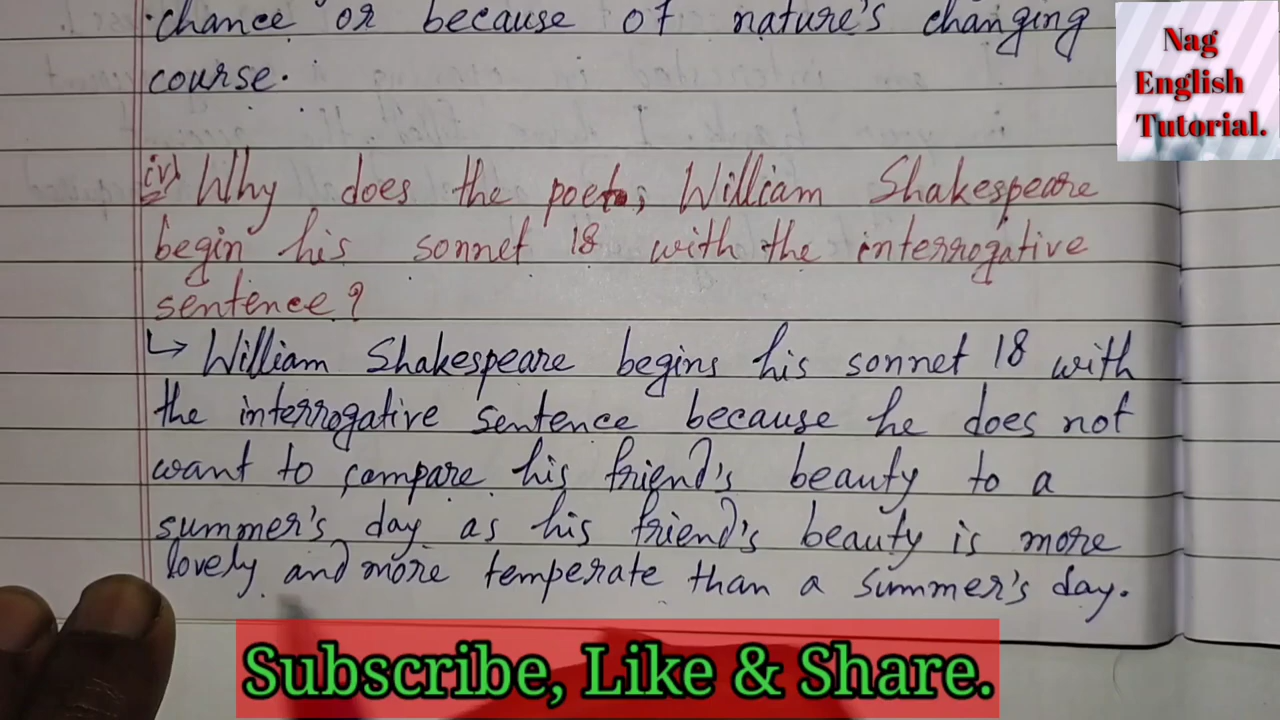 chance or because of nature's changing
course.
Nag
English
Tutorial.
iv) Why does the poet, William Shakespeare
begin his sonnet 18 with the interrogative
sentence?
↳ William Shakespeare begins his sonnet 18 with
the interrogative sentence because he does not
want to compare his friend's beauty to a
summer's day as his friend's beauty is more
lovely and more temperate than a summer's day.
Subscribe, Like & Share.